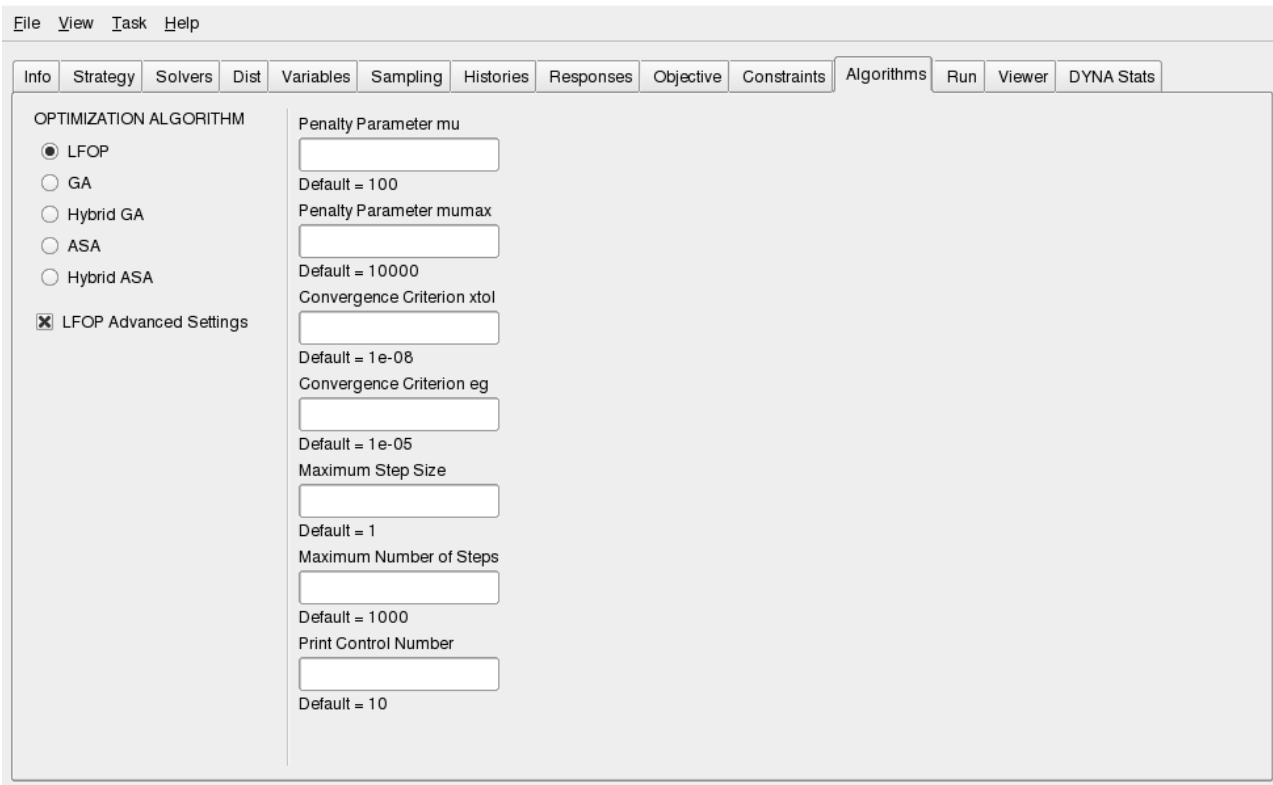 File View Task Help
Info Strategy Solvers Dist Variables Sampling Histories Responses Objective Constraints Algorithms Run Viewer DYNA Stats
OPTIMIZATION ALGORITHM
LFOP
GA
Hybrid GA
ASA
Hybrid ASA
LFOP Advanced Settings
Penalty Parameter mu
Default = 100
Penalty Parameter mumax
Default = 10000
Convergence Criterion xtol
Default = 1e-08
Convergence Criterion eg
Default = 1e-05
Maximum Step Size
Default = 1
Maximum Number of Steps
Default = 1000
Print Control Number
Default = 10